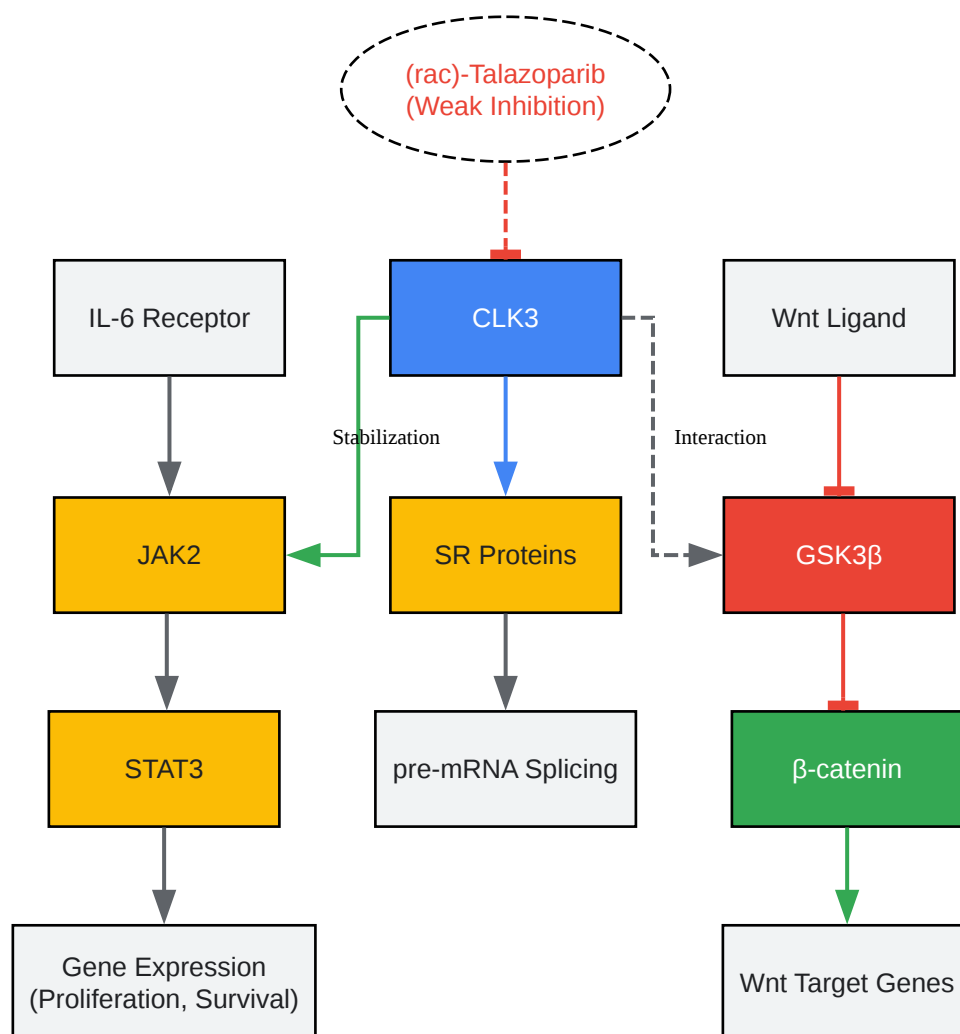 (rac)-Talazoparib
(Weak Inhibition)
IL-6 Receptor
CLK3
Wnt Ligand
Stabilization
Interaction
JAK2
SR Proteins
GSK3β
STAT3
pre-mRNA Splicing
β-catenin
Gene Expression
(Proliferation, Survival)
Wnt Target Genes